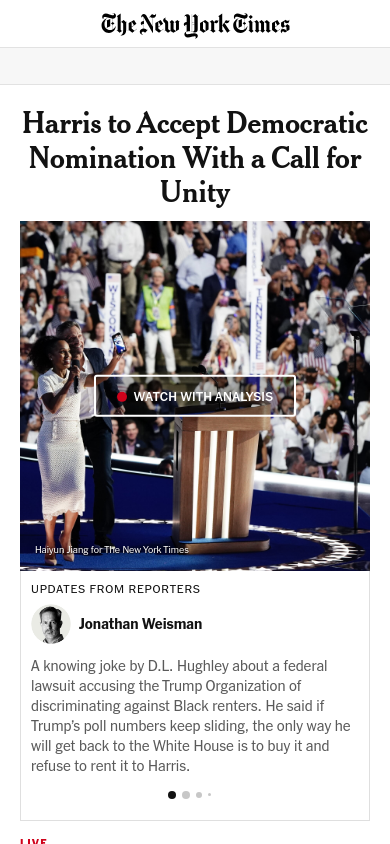 The New York Times
Harris to Accept Democratic
Nomination With a Call for
Unity
WISCONSIN
TENNESSEE
WATCH WITH ANALYSIS
Haiyun Jiang for The New York Times
UPDATES FROM REPORTERS
Jonathan Weisman
A knowing joke by D.L. Hughley about a federal
lawsuit accusing the Trump Organization of
discriminating against Black renters. He said if
Trump's poll numbers keep sliding, the only way he
will get back to the White House is to buy it and
refuse to rent it to Harris.
LIVE